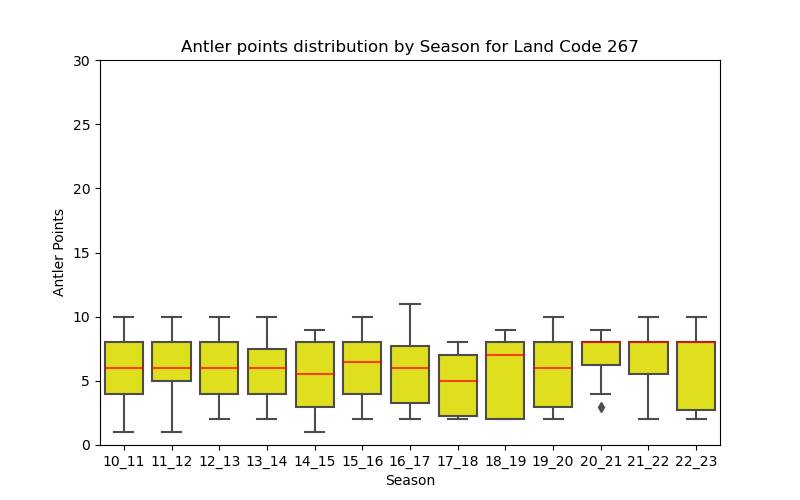 Antler points distribution by Season for Land Code 267
30
25
20
15
10
5
0
Antler Points
10_11 11_12 12_13 13_14 14_15 15_16 16_17 17_18 18_19 19_20 20_21 21_22 22_23
Season